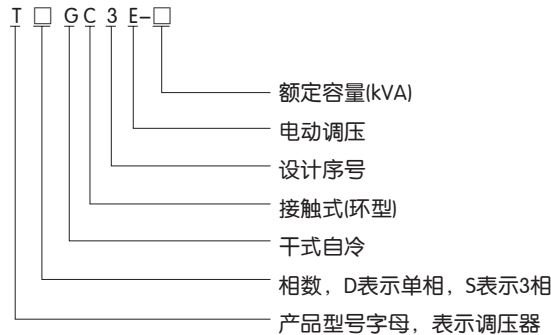 T □ G C 3 E-□
额定容量(kVA)
电动调压
设计序号
接触式(环型)
干式自冷
相数，D表示单相，S表示3相
产品型号字母，表示调压器